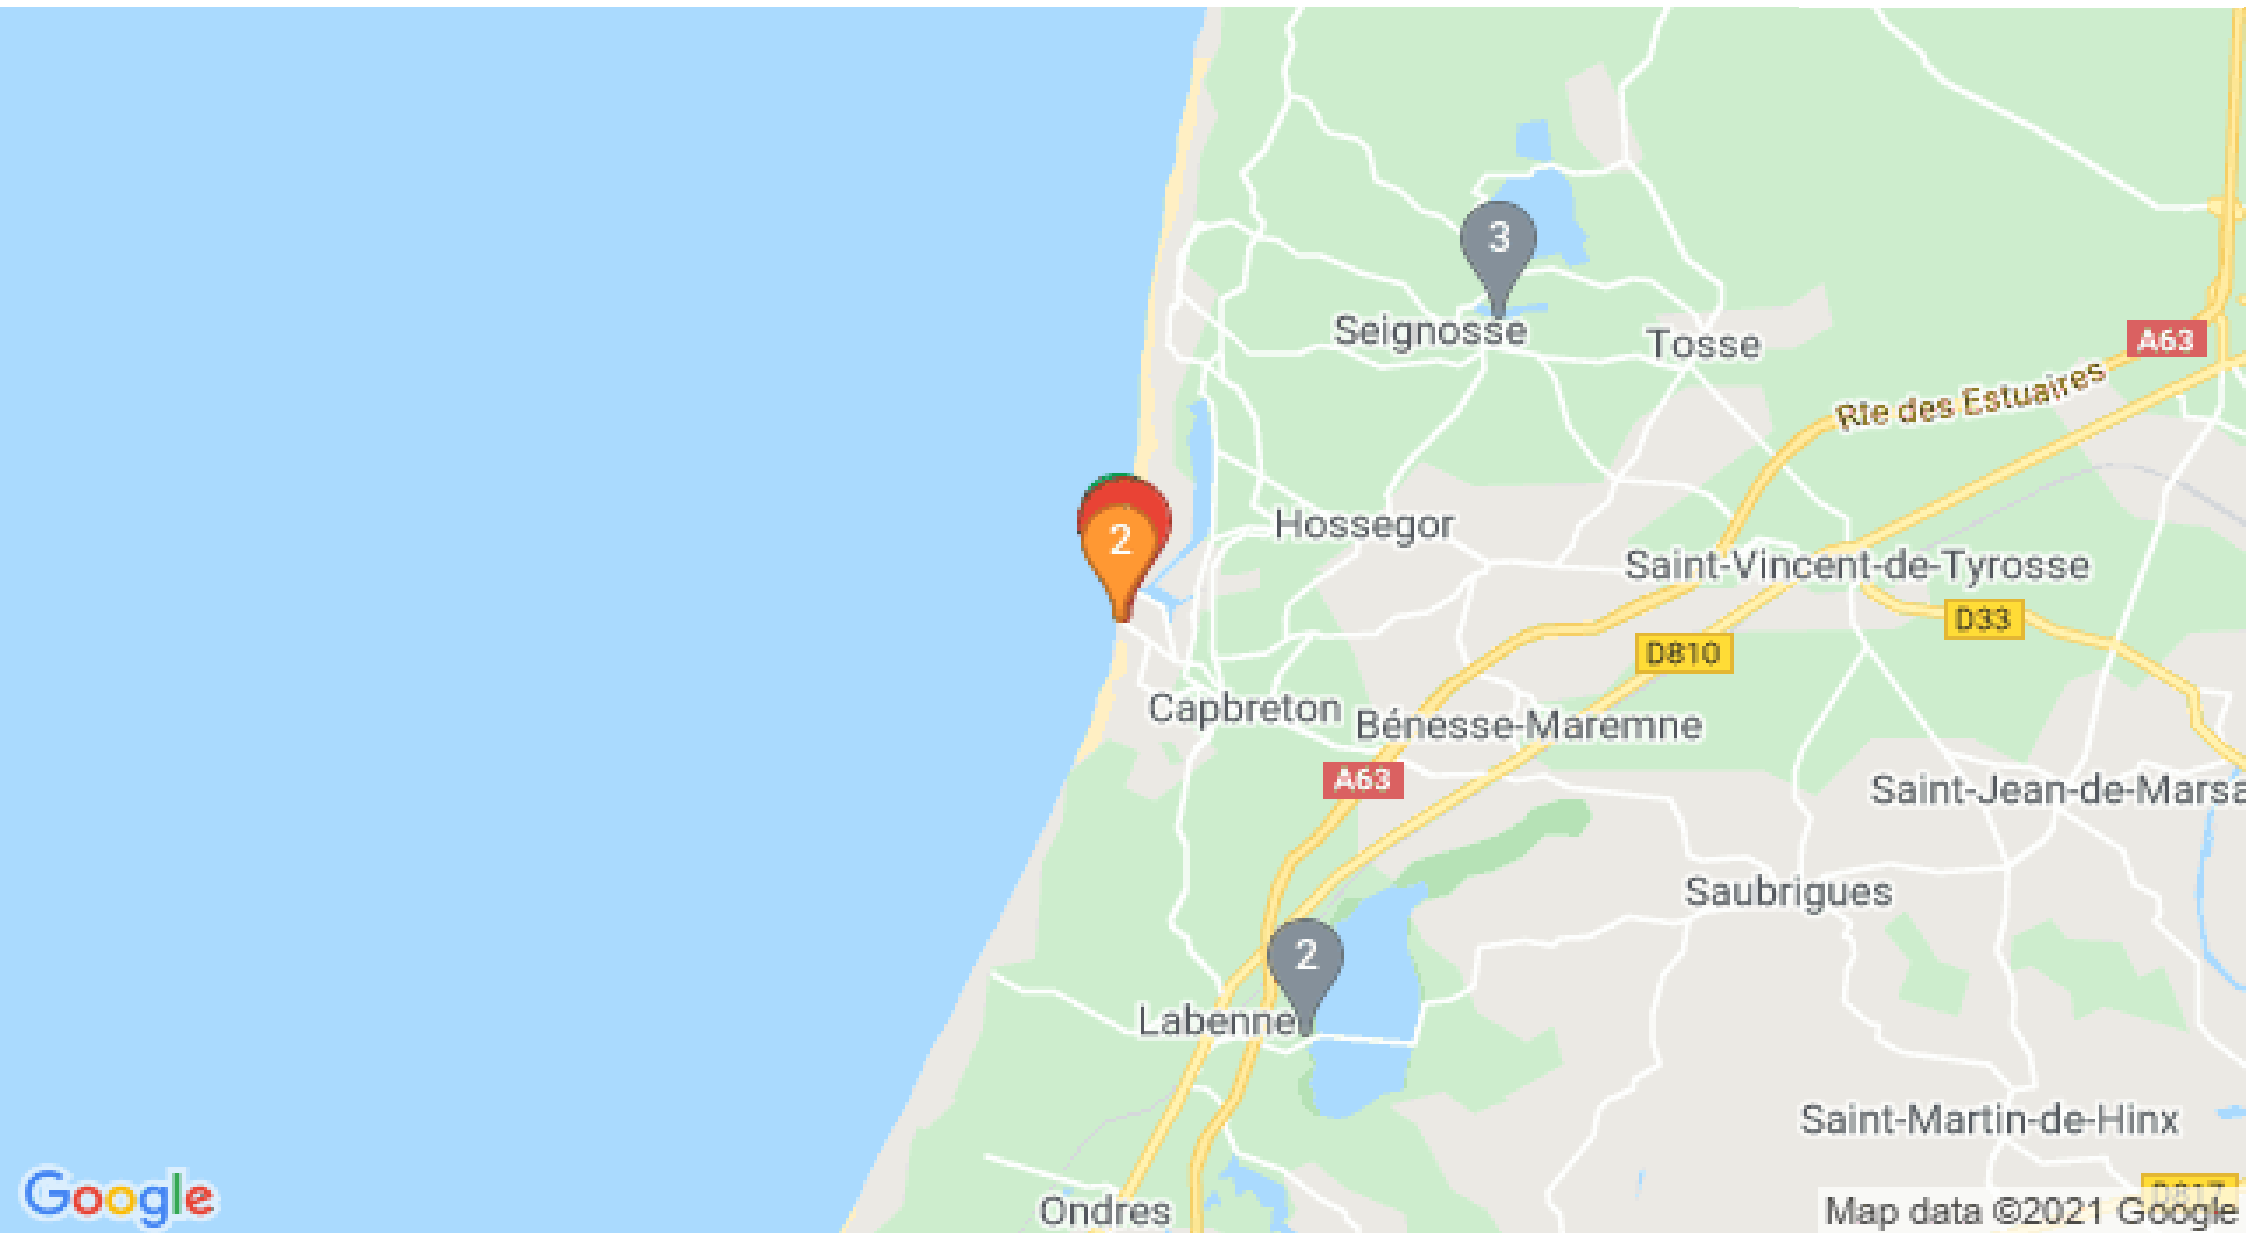 3
Seignosse
Tosse
A63
Rte des Estuaires
2
Hossegor
Saint-Vincent-de-Tyrosse
D33
D810
Capbreton
Bénesse-Maremne
A63
Saint-Jean-de-Marsa
Saubrigues
2
Labenne
Saint-Martin-de-Hinx
D817
Google
Ondres
Map data ©2021 Google